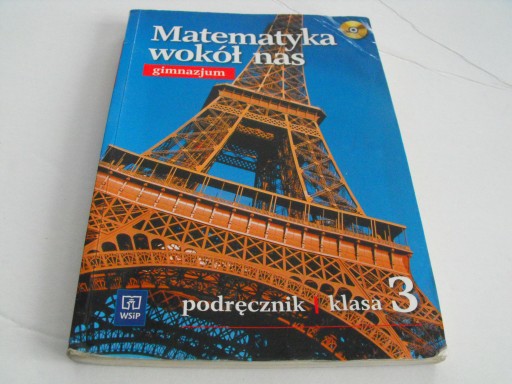 Matematyka
wokół nas
gimnazjum
podręcznik | klasa 3
WSiP